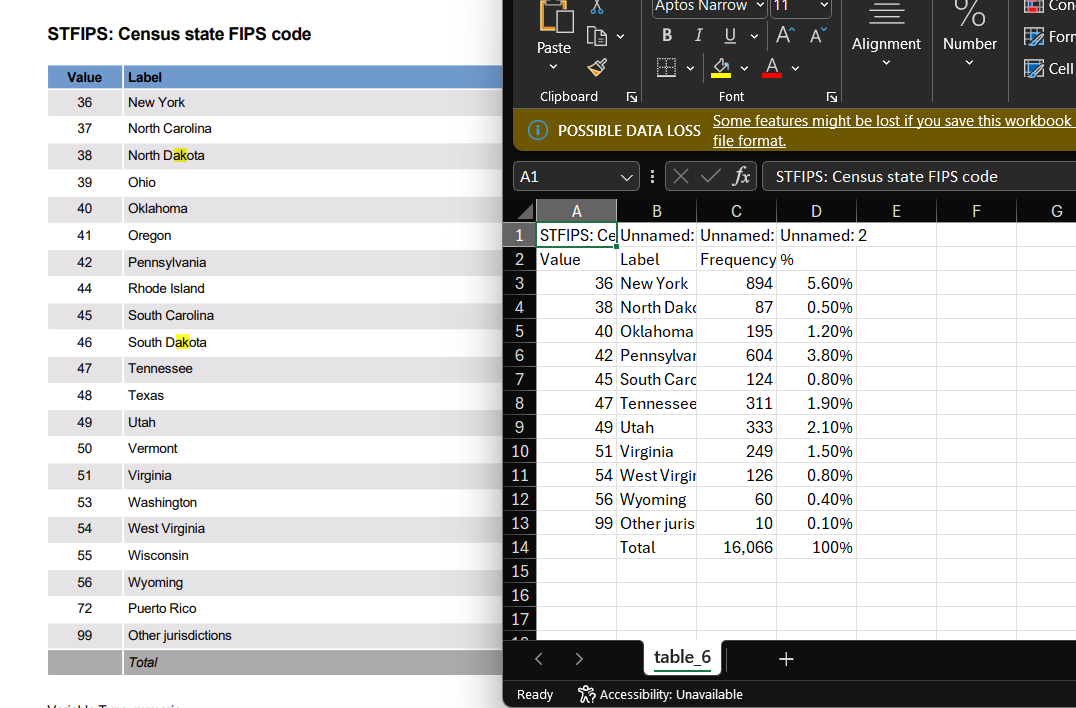 STFIPS: Census state FIPS code
Value Label
36 New York
37 North Carolina
38 North Dakota
39 Ohio
40 Oklahoma
41 Oregon
42 Pennsylvania
44 Rhode Island
45 South Carolina
46 South Dakota
47 Tennessee
48 Texas
49 Utah
50 Vermont
51 Virginia
53 Washington
54 West Virginia
55 Wisconsin
56 Wyoming
72 Puerto Rico
99 Other jurisdictions
Total
Aptos Narrow 11
Paste B I U A A
A
Alignment Number
Con
Form
Cell
Clipboard Font
POSSIBLE DATA LOSS Some features might be lost if you save this workbook
file format.
A1 fx STFIPS: Census state FIPS code
A B C D E F G
1 STFIPS: Ce Unnamed: Unnamed: Unnamed: 2
2 Value Label Frequency %
3 36 New York 894 5.60%
4 38 North Dak 87 0.50%
5 40 Oklahoma 195 1.20%
6 42 Pennsylvar 604 3.80%
7 45 South Carc 124 0.80%
8 47 Tennessee 311 1.90%
9 49 Utah 333 2.10%
10 51 Virginia 249 1.50%
11 54 West Virgir 126 0.80%
12 56 Wyoming 60 0.40%
13 99 Other juris 10 0.10%
14 Total 16,066 100%
15
16
17
table_6
Ready Accessibility: Unavailable